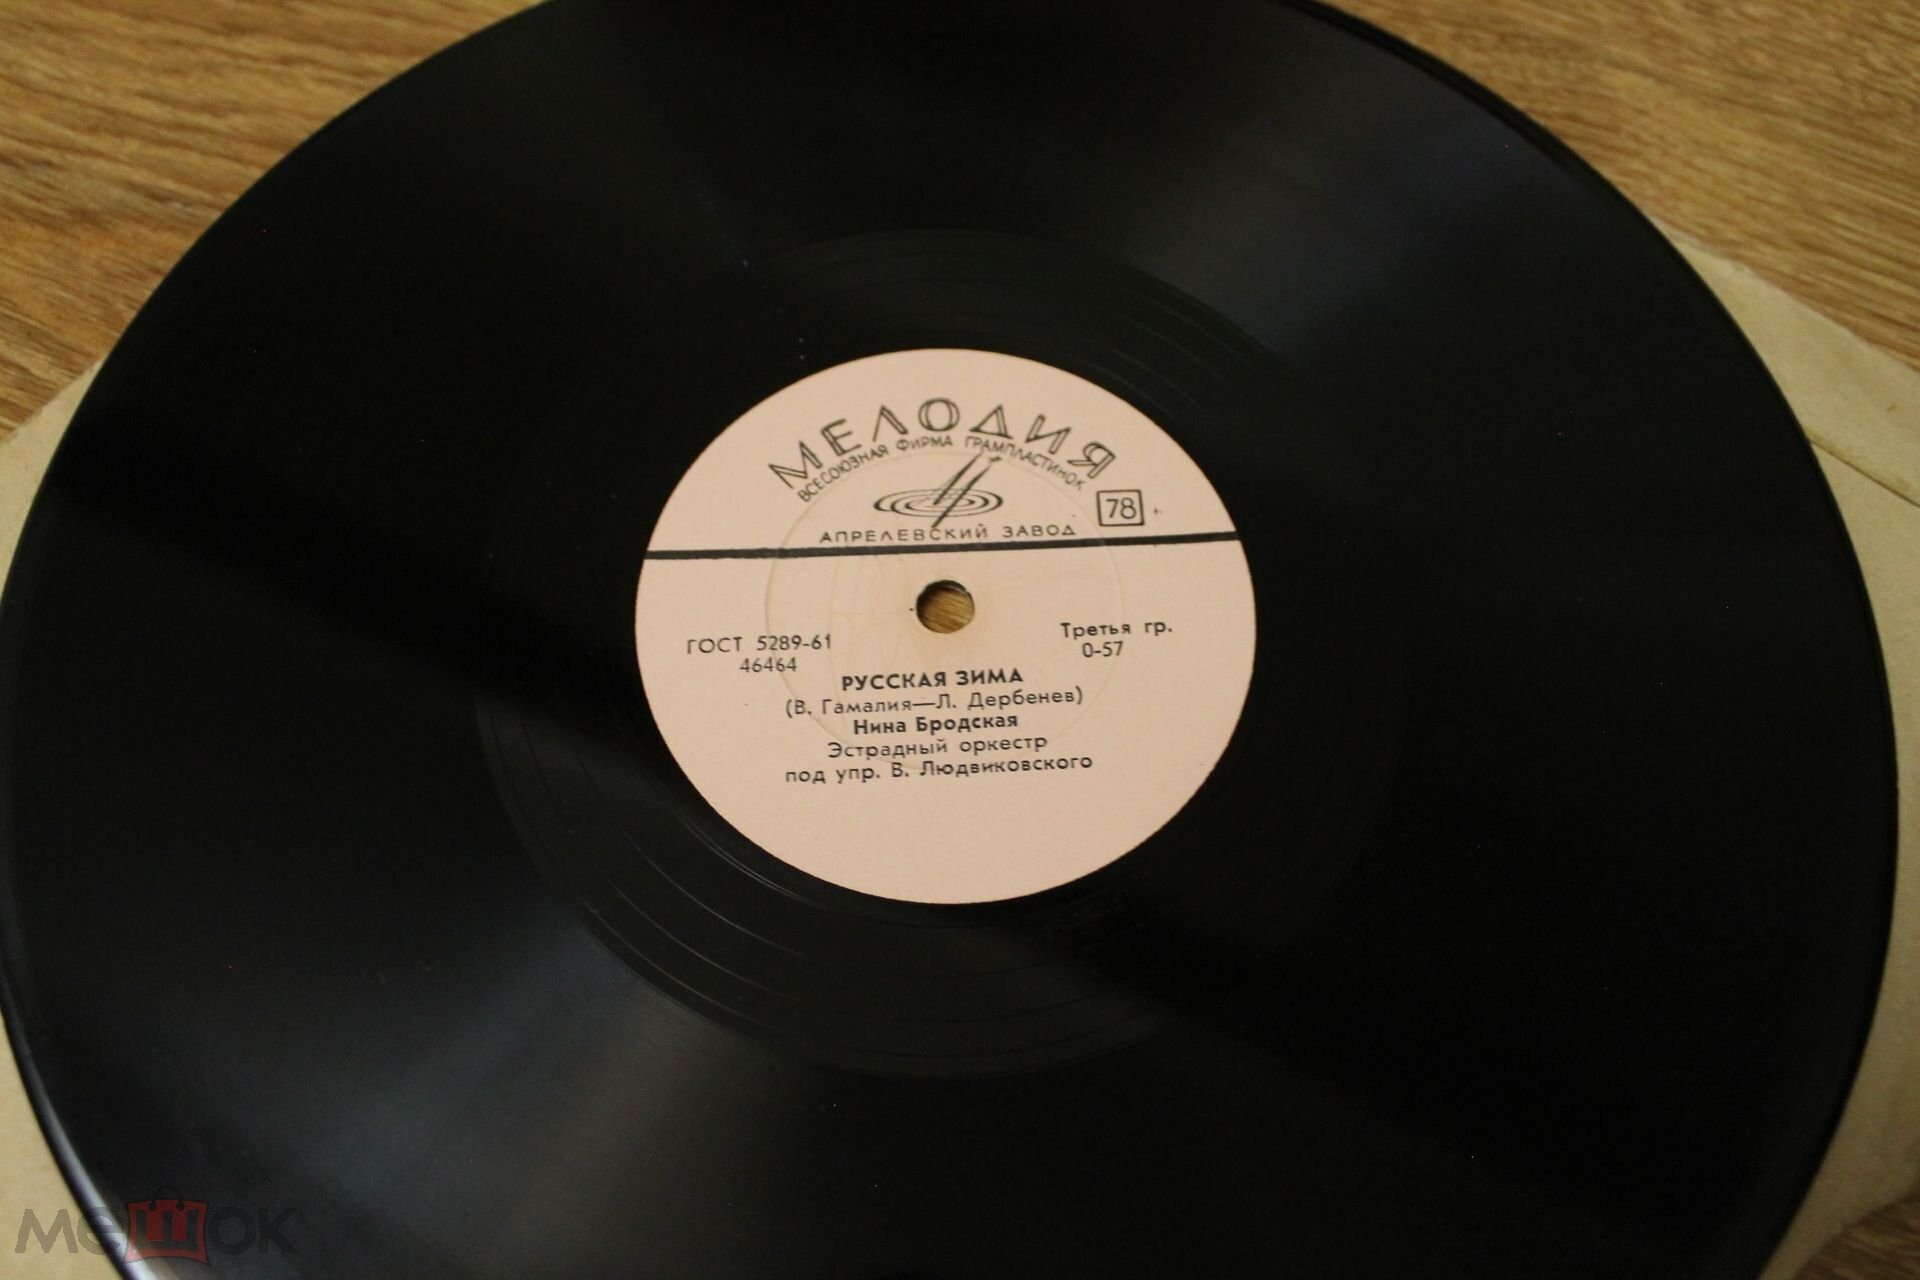 МЕЛОДИЯ
ВСЕСОЮЗНАЯ ФИРМА ГРАМПЛАСТИНОК
78
АПРЕЛЕВСКИЙ ЗАВОД
ГОСТ 5289-61
46464
Третья гр.
0-57
РУССКАЯ ЗИМА
(В. Гамалия—Л. Дербенев)
Нина Бродская
Эстрадный оркестр
под упр. В. Людвиковского
мешок